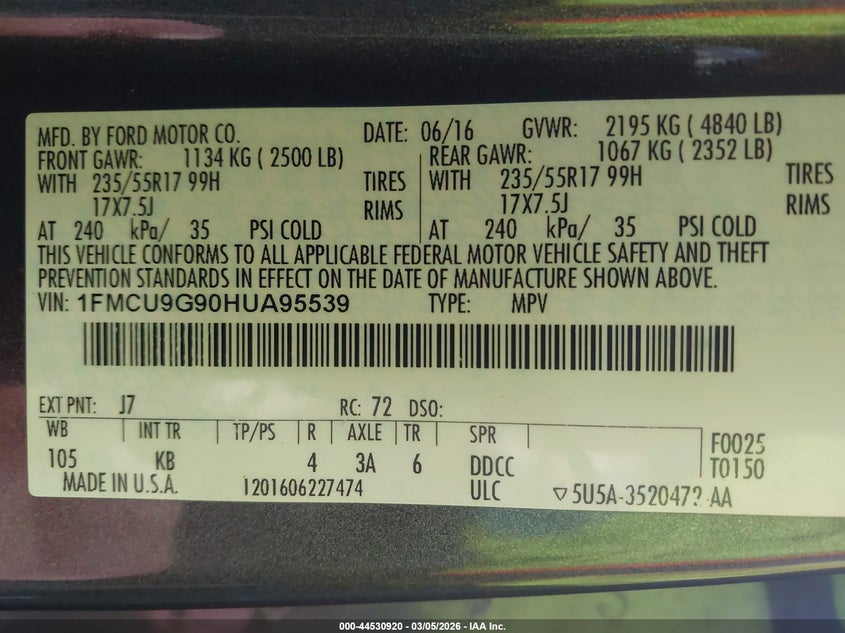 MFD. BY FORD MOTOR CO. DATE: 06/16 GVWR: 2195 KG ( 4840 LB)
FRONT GAWR: 1134 KG ( 2500 LB) REAR GAWR: 1067 KG ( 2352 LB)
WITH 235/55R17 99H TIRES WITH 235/55R17 99H TIRES
17X7.5J RIMS 17X7.5J RIMS
AT 240 kPa/ 35 PSI COLD AT 240 kPa/ 35 PSI COLD
THIS VEHICLE CONFORMS TO ALL APPLICABLE FEDERAL MOTOR VEHICLE SAFETY AND THEFT
PREVENTION STANDARDS IN EFFECT ON THE DATE OF MANUFACTURE SHOWN ABOVE.
VIN: 1FMCU9G90HUA95539 TYPE: MPV
EXT PNT: J7 RC: 72 DSO:
WB INT TR TP/PS R AXLE TR SPR F0025
105 KB 4 3A 6 DDCC T0150
MADE IN U.S.A. 1201606227474 ULC ▽5U5A-3520472-AA
000-44530920 - 03/05/2026 - IAA Inc.